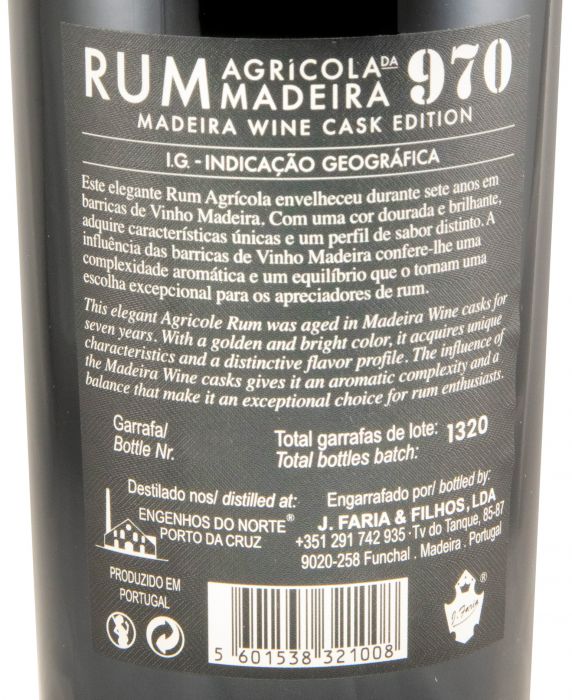 RUM AGRÍCOLA DA MADEIRA 970
MADEIRA WINE CASK EDITION
I.G. - INDICAÇÃO GEOGRÁFICA
Este elegante Rum Agrícola envelheceu durante sete anos em
barricas de Vinho Madeira. Com uma cor dourada e brilhante,
adquire características únicas e um perfil de sabor distinto. A
influência das barricas de Vinho Madeira confere-lhe uma
complexidade aromática e um equilíbrio que o tornam uma
escolha excepcional para os apreciadores de rum.
This elegant Agricole Rum was aged in Madeira Wine casks for
seven years. With a golden and bright color, it acquires unique
characteristics and a distinctive flavor profile. The influence of
the Madeira Wine casks gives it an aromatic complexity and a
balance that make it an exceptional choice for rum enthusiasts.
Garrafa/
Bottle Nr.
Total garrafas de lote: 1320
Total bottles batch:
Destilado nos/ distilled at:
ENGENHOS DO NORTE®
PORTO DA CRUZ
Engarrafado por/ bottled by:
J. FARIA & FILHOS, LDA
+351 291 742 935 · Tv do Tanque, 85-87
9020-258 Funchal . Madeira . Portugal
PRODUZIDO EM
PORTUGAL
5 601538 321008
J. Faria ®